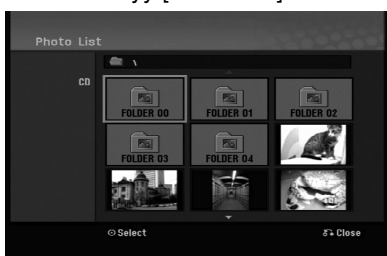 Photo List
\
CD
FOLDER 00
FOLDER 01
FOLDER 02
FOLDER 03
FOLDER 04
Select
Close